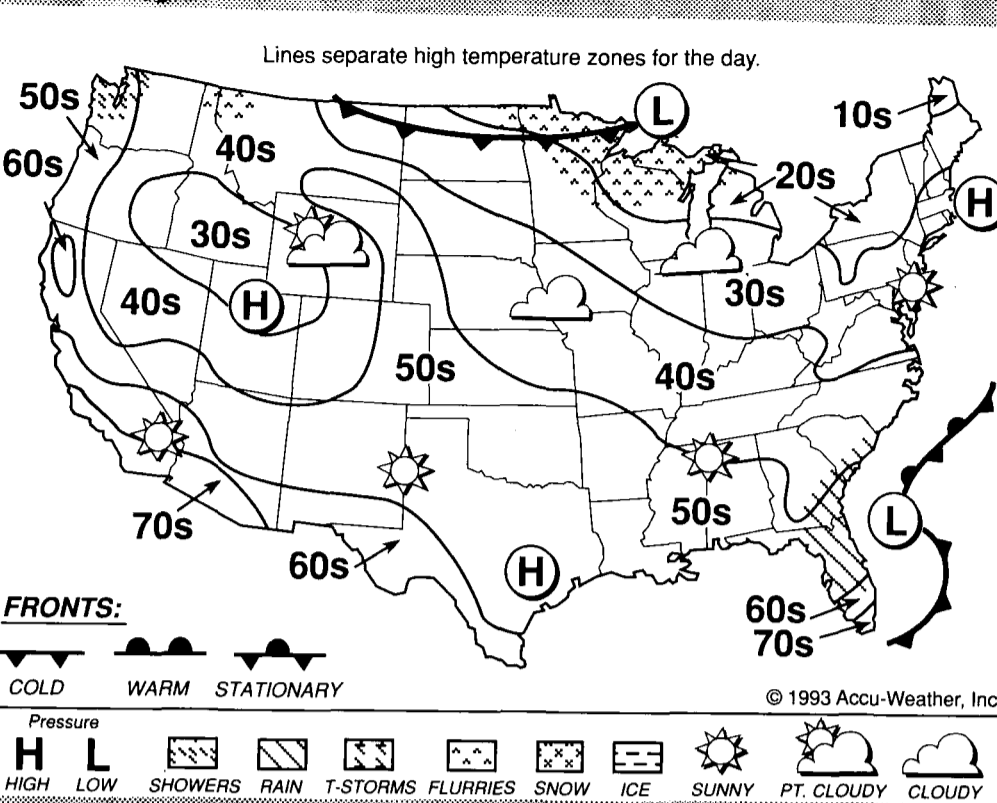 Lines separate high temperature zones for the day.
50s
60s
40s
30s
40s
H
50s
L
10s
20s
H
30s
40s
50s
70s
60s
H
L
60s
70s
FRONTS:
COLD WARM STATIONARY
© 1993 Accu-Weather, Inc
Pressure
H L
HIGH LOW SHOWERS RAIN T-STORMS FLURRIES SNOW ICE SUNNY PT. CLOUDY CLOUDY